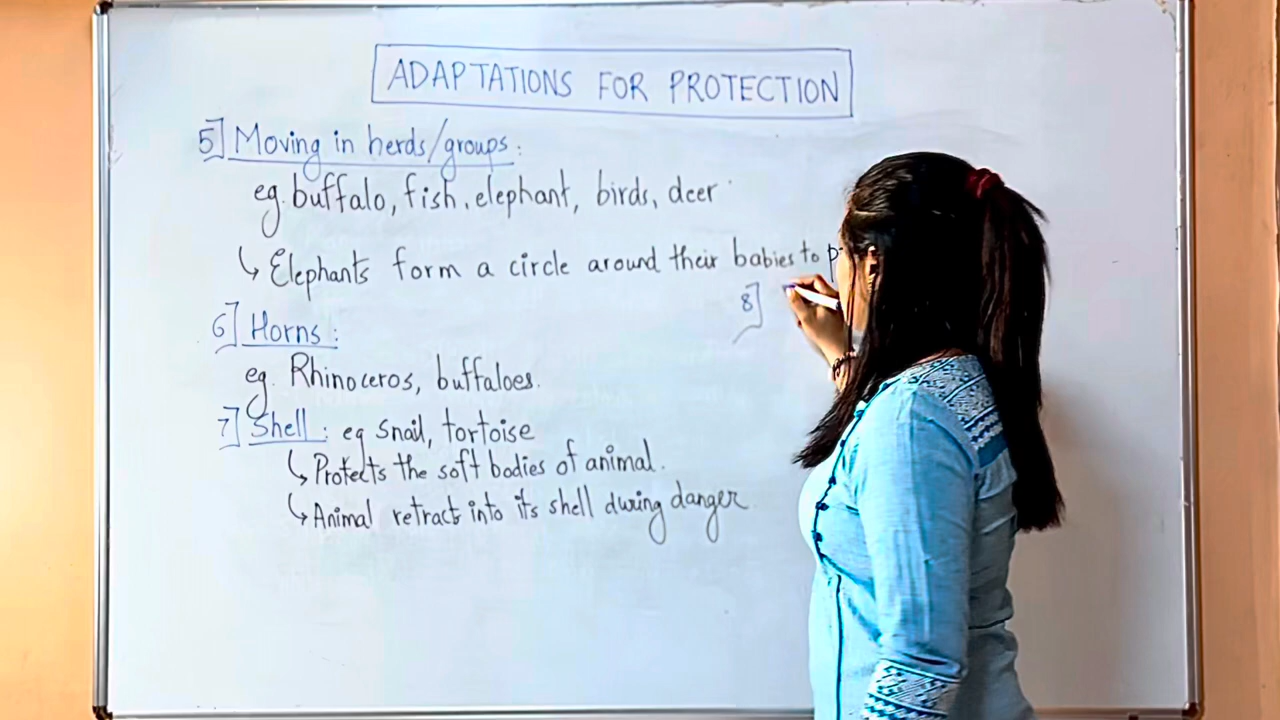 ADAPTATIONS FOR PROTECTION
5] Moving in herds/groups:
eg. buffalo, fish, elephant, birds, deer
↳ Elephants form a circle around their babies to
6] Horns:
eg. Rhinoceros, buffaloes.
7] Shell: eg snail, tortoise
↳ Protects the soft bodies of animal.
↳ Animal retract into its shell during danger
8]